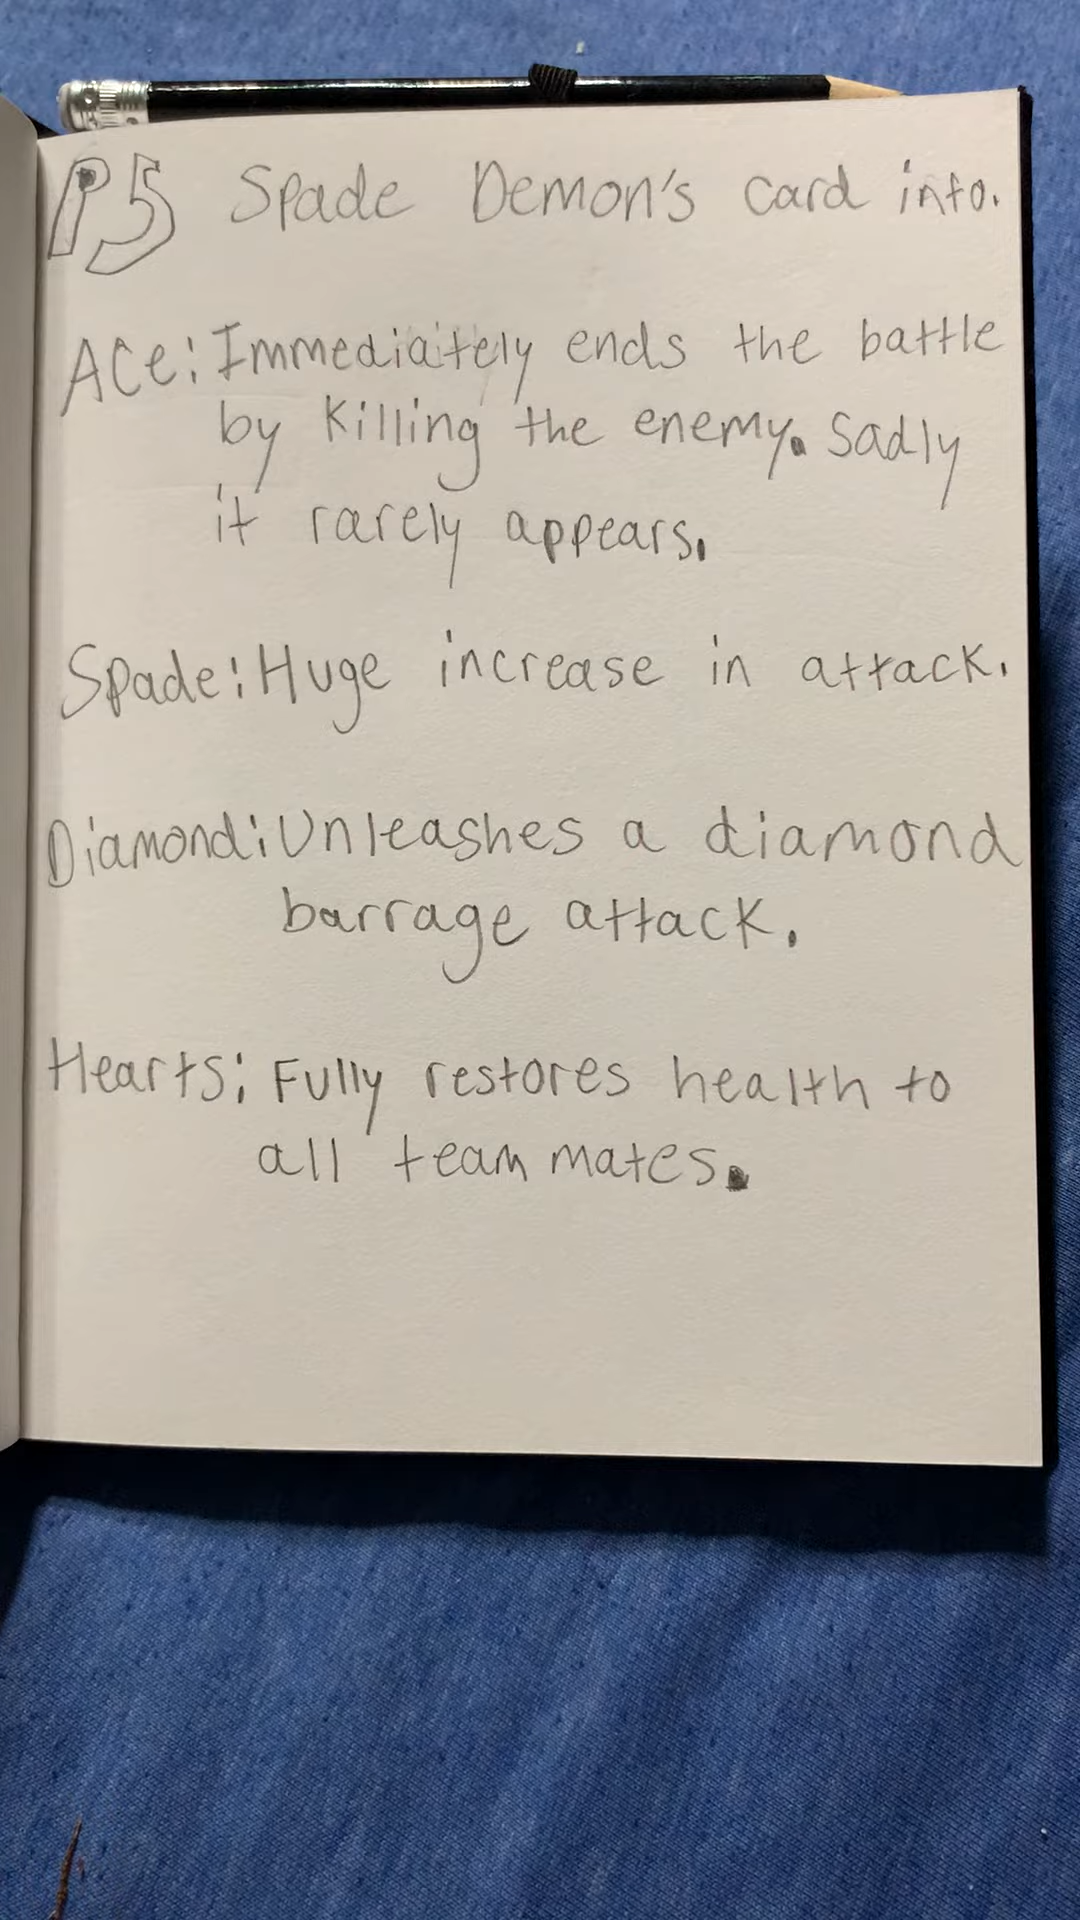 P5 Spade Demon's card info.
Ace: Immediaitely ends the battle
by killing the enemy. Sadly
it rarely appears.
Spade: Huge increase in attack.
Diamond: Unleashes a diamond
barrage attack.
Hearts: Fully restores health to
all team mates.